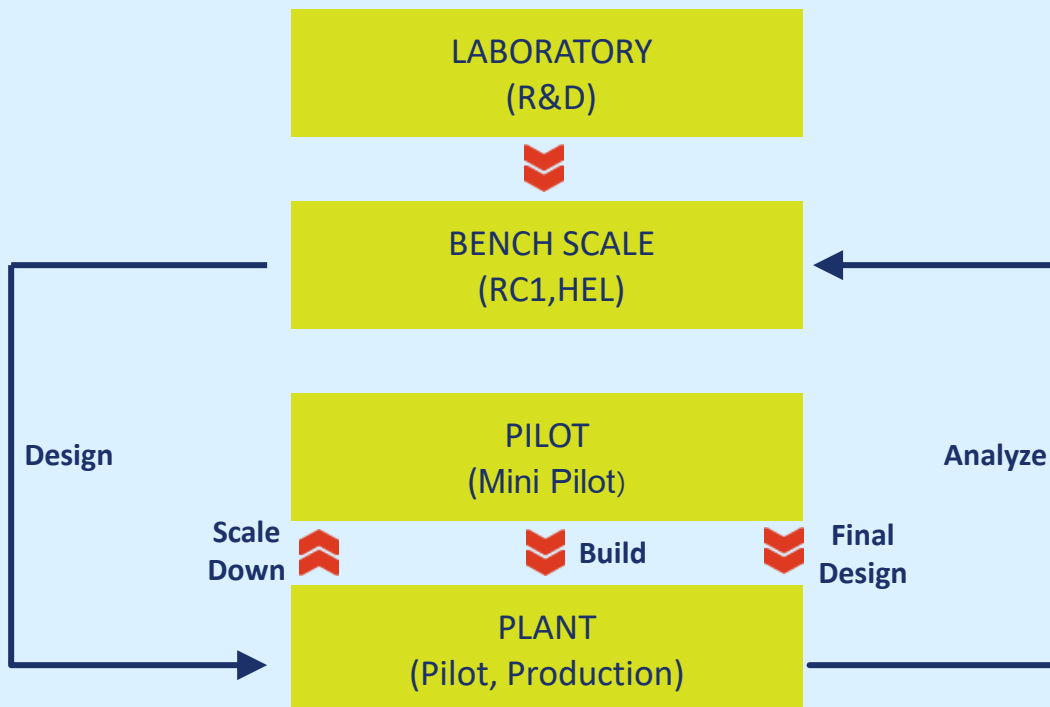 LABORATORY
(R&D)
BENCH SCALE
(RC1,HEL)
PILOT
(Mini Pilot)
Design
Analyze
Scale
Down
Build
Final
Design
PLANT
(Pilot, Production)